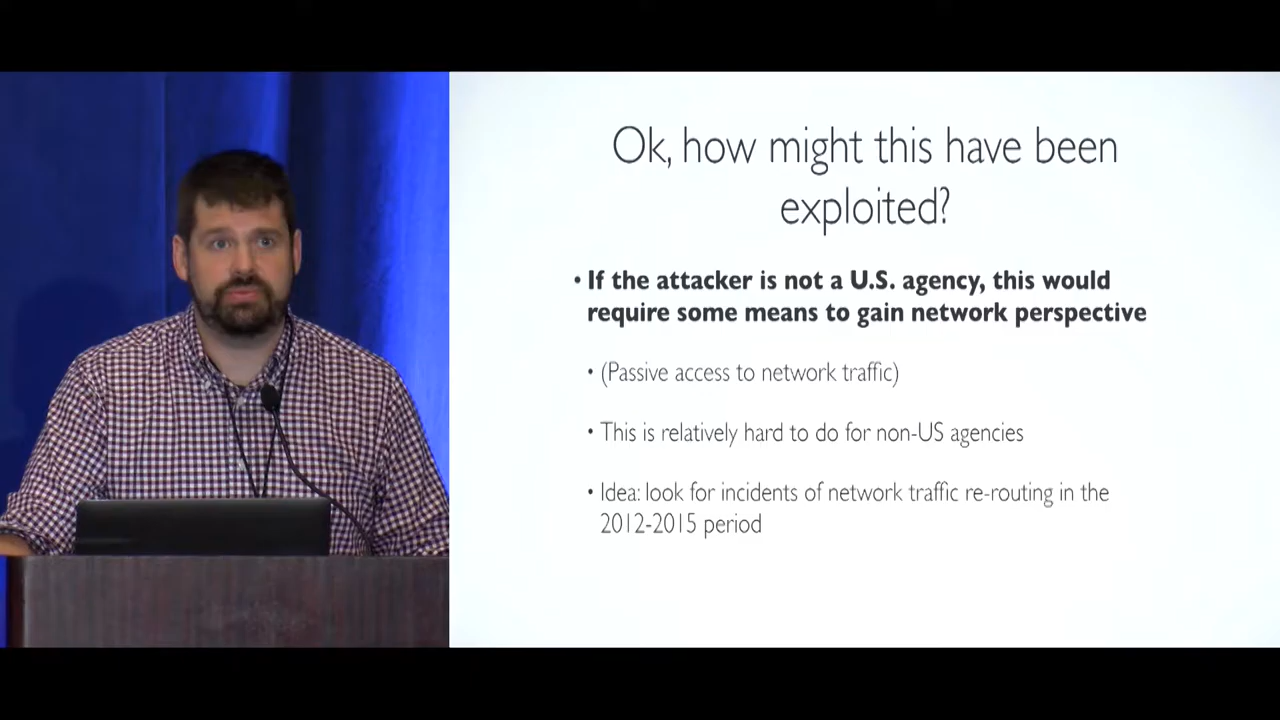 Ok, how might this have been
exploited?
• If the attacker is not a U.S. agency, this would
require some means to gain network perspective
• (Passive access to network traffic)
• This is relatively hard to do for non-US agencies
• Idea: look for incidents of network traffic re-routing in the
2012-2015 period